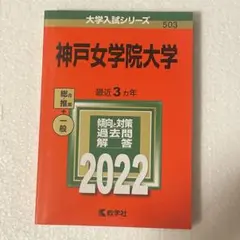 大学入試シリーズ
503
神戸女学院大学
最近3カ年
総合・推薦
+
一般
傾向と対策
過去問
解答
2022
教学社